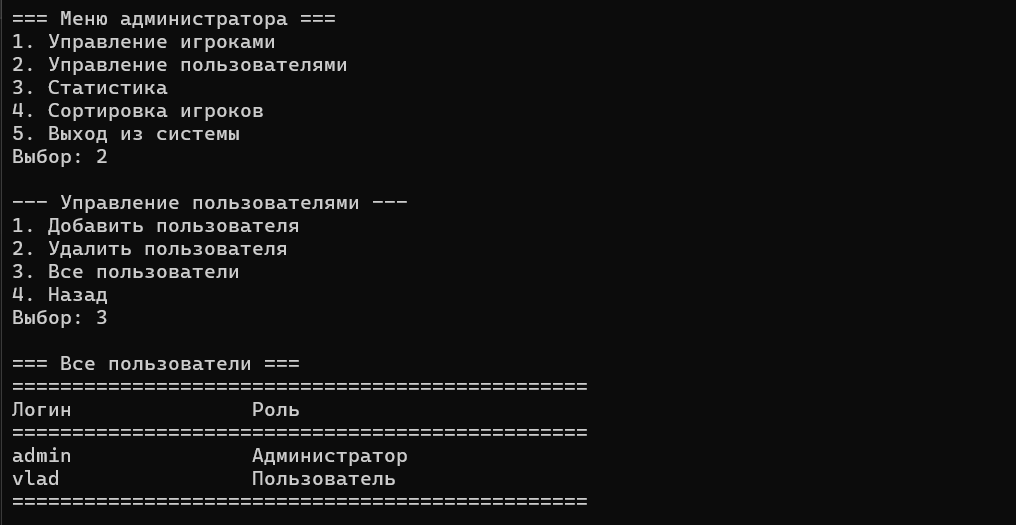 === Меню администратора ===
1. Управление игроками
2. Управление пользователями
3. Статистика
4. Сортировка игроков
5. Выход из системы
Выбор: 2
--- Управление пользователями ---
1. Добавить пользователя
2. Удалить пользователя
3. Все пользователи
4. Назад
Выбор: 3
=== Все пользователи ===
================================================
Логин               Роль
================================================
admin               Администратор
vlad                Пользователь
================================================